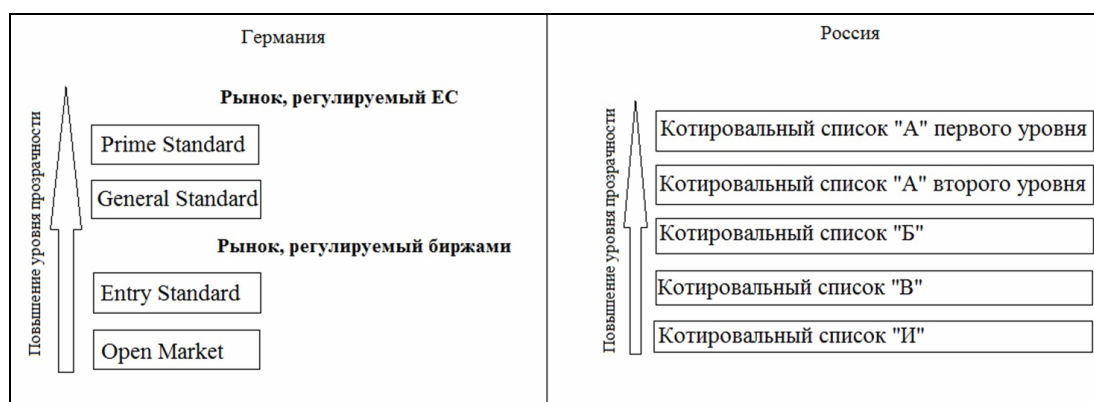 Германия
Рынок, регулируемый ЕС
Повышение уровня прозрачности
Prime Standard
General Standard
Рынок, регулируемый биржами
Entry Standard
Open Market
Россия
Повышение уровня прозрачности
Котировальный список "А" первого уровня
Котировальный список "А" второго уровня
Котировальный список "Б"
Котировальный список "В"
Котировальный список "И"